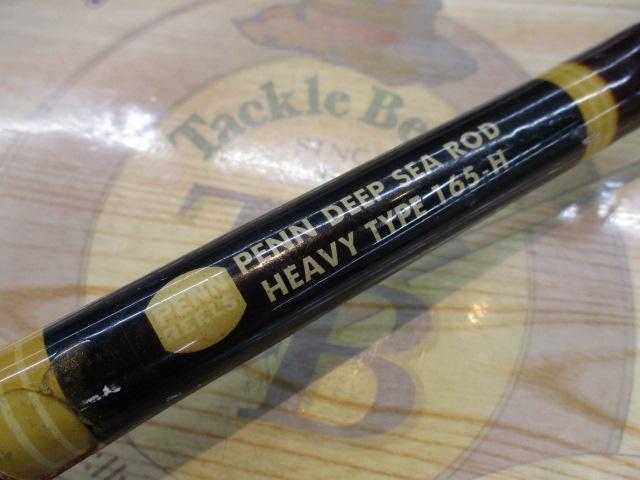 Tackle Be
SINC
PENN DEEP SEA ROD
HEAVY TYPE 165-H
PENN
REELS
B